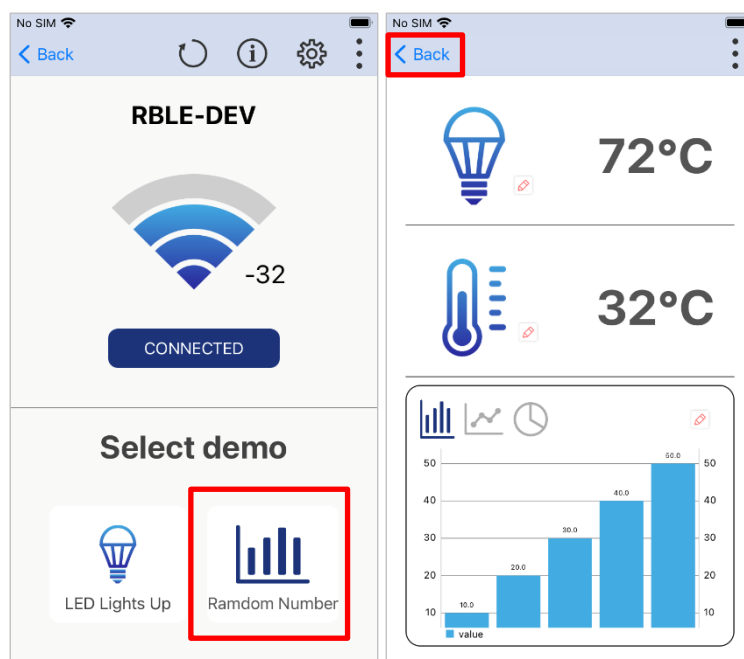 No SIM
Back
RBLE-DEV
-32
CONNECTED
Select demo
LED Lights Up
Ramdom Number
No SIM
Back
72°C
32°C
60.0
50
50
40.0
40
40
30.0
30
30
20.0
20
20
10.0
10
10
value